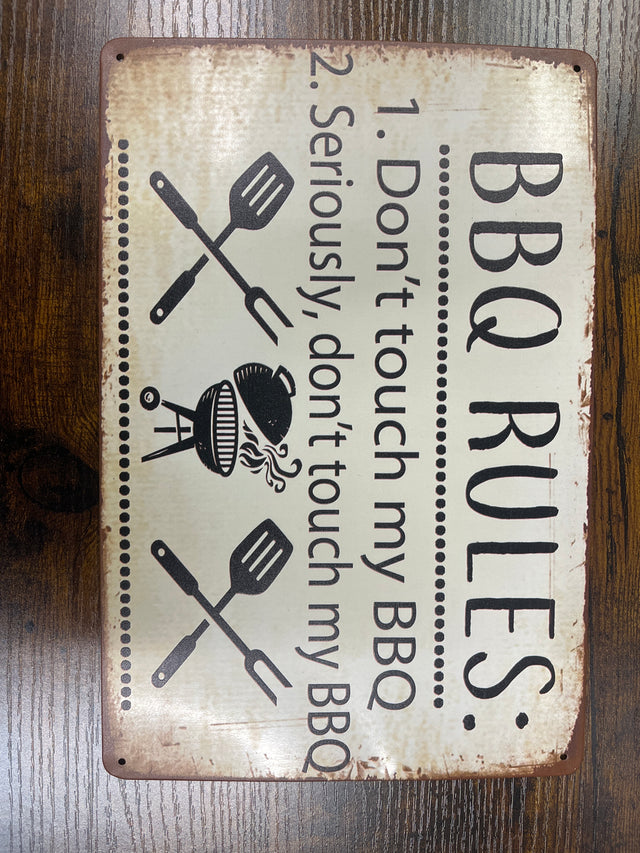 BBQ RULES:
1. Don't touch my BBQ
2. Seriously, don't touch my BBQ